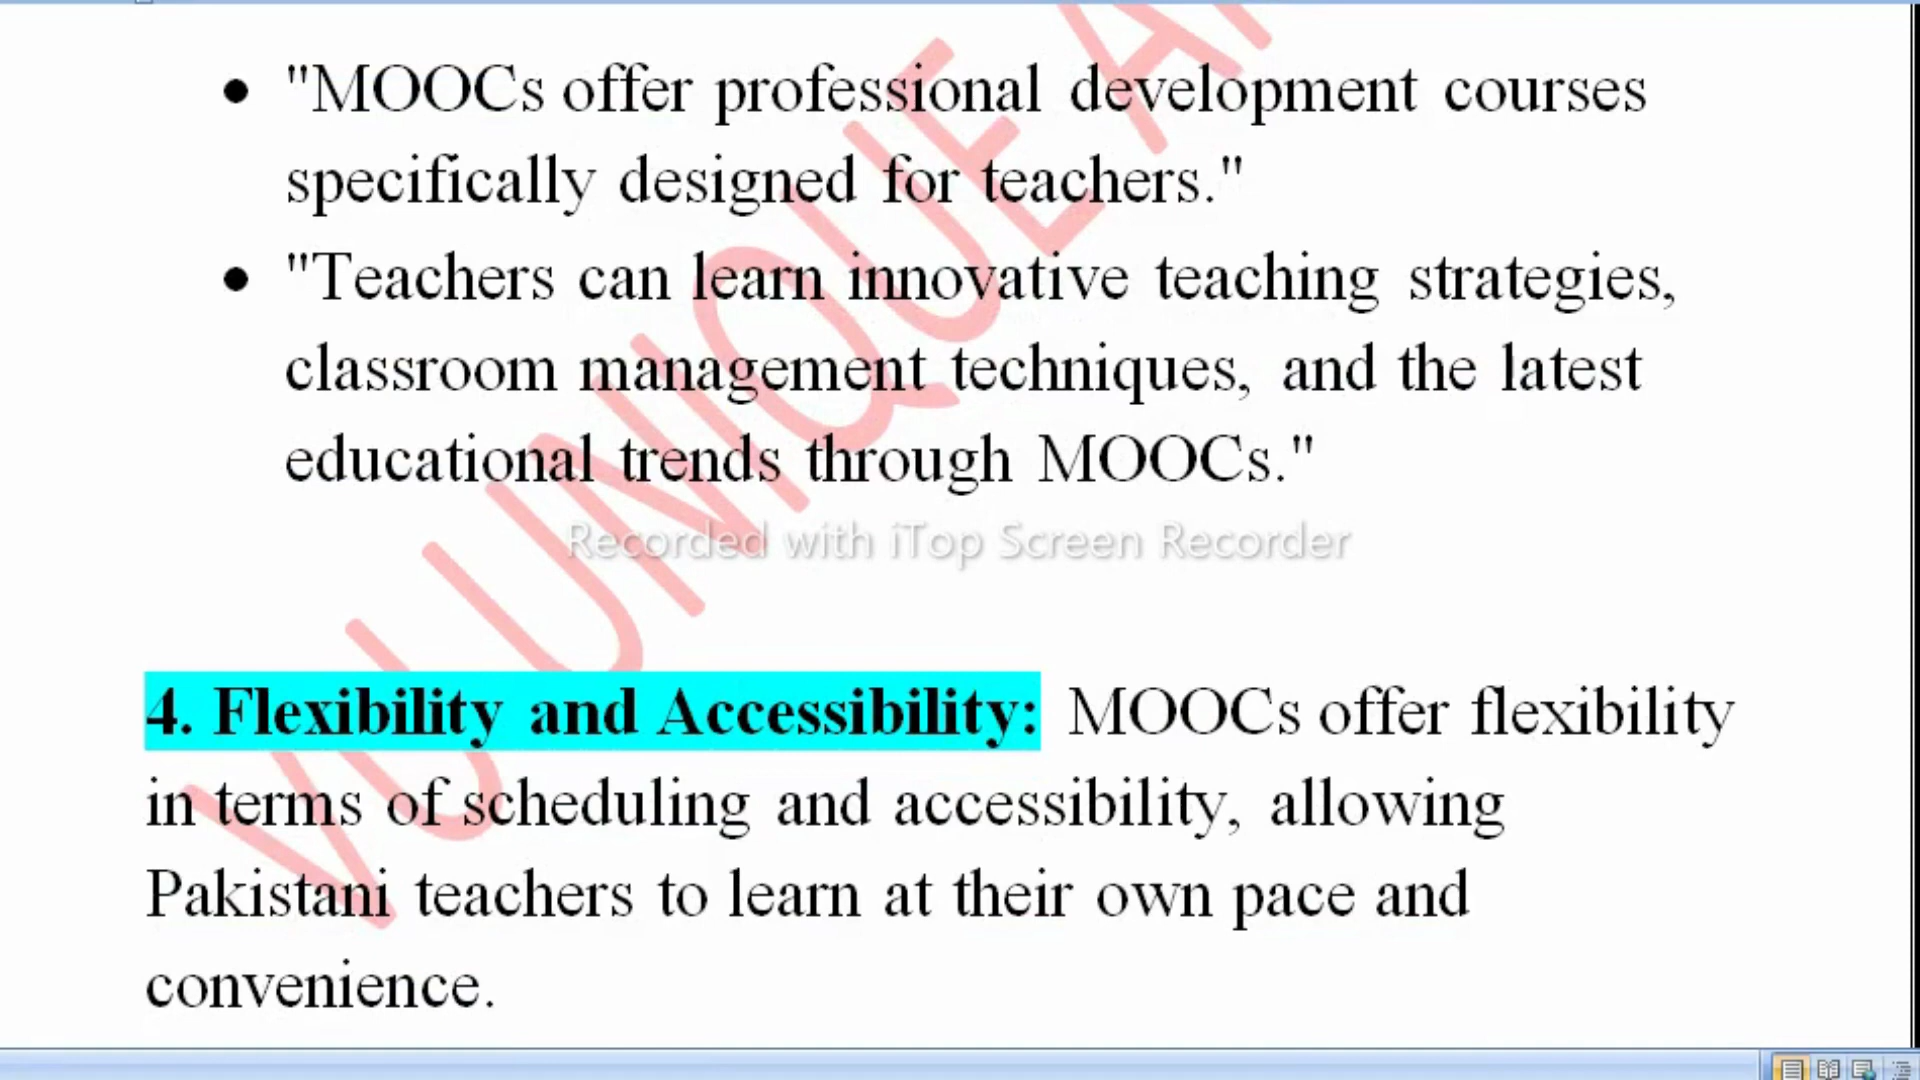 • "MOOCs offer professional development courses
specifically designed for teachers."
• "Teachers can learn innovative teaching strategies,
classroom management techniques, and the latest
educational trends through MOOCs."
Recorded with iTop Screen Recorder
4. Flexibility and Accessibility: MOOCs offer flexibility
in terms of scheduling and accessibility, allowing
Pakistani teachers to learn at their own pace and
convenience.
VU UNIQUE